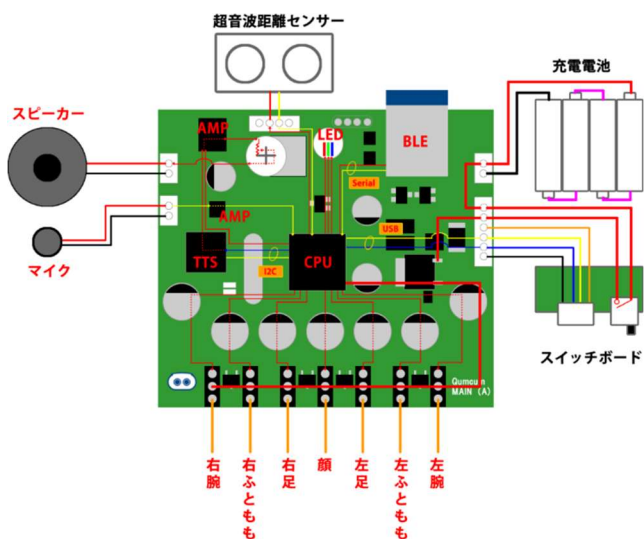 超音波距離センサー
充電電池
スピーカー
AMP
LED
BLE
Serial
AMP
USB
マイク
TTS
I2C
CPU
スイッチボード
Qumcum
MAIN (A)
右腕
右ふともも
右足
顔
左足
左ふともも
左腕